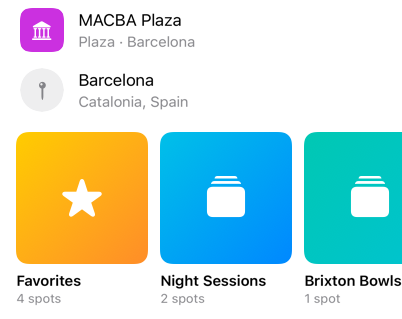 MACBA Plaza
Plaza · Barcelona
Barcelona
Catalonia, Spain
Favorites
Night Sessions
Brixton Bowls
4 spots
2 spots
1 spot